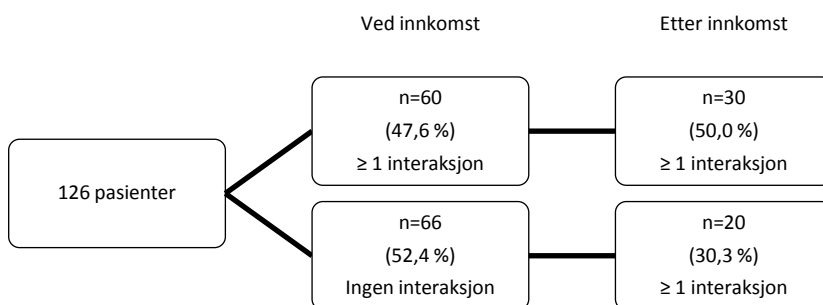 Ved innkomst
Etter innkomst
126 pasienter
n=60
(47,6 %)
≥ 1 interaksjon
n=30
(50,0 %)
≥ 1 interaksjon
n=66
(52,4 %)
Ingen interaksjon
n=20
(30,3 %)
≥ 1 interaksjon